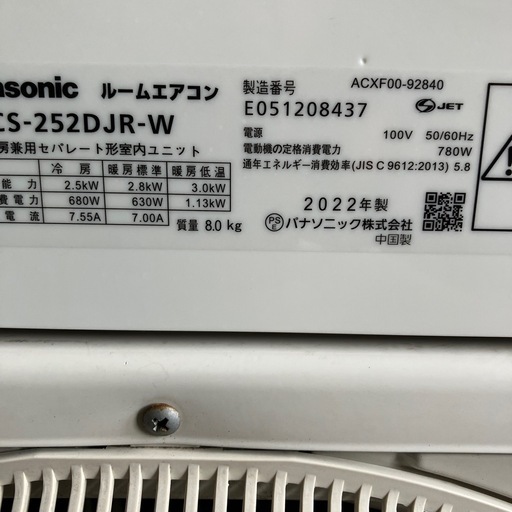 nasonic ルームエアコン
CS-252DJR-W
房兼用セパレート形室内ユニット
冷房 暖房標準 暖房低温
能力 2.5kW 2.8kW 3.0kW
費電力 680W 630W 1.13kW
電流 7.55A 7.00A
質量 8.0 kg
製造番号 ACXF00-92840
E051208437 JET
電源 100V 50/60Hz
電動機の定格消費電力 780W
通年エネルギー消費効率(JIS C 9612:2013) 5.8
2022年製
PSE パナソニック株式会社
中国製